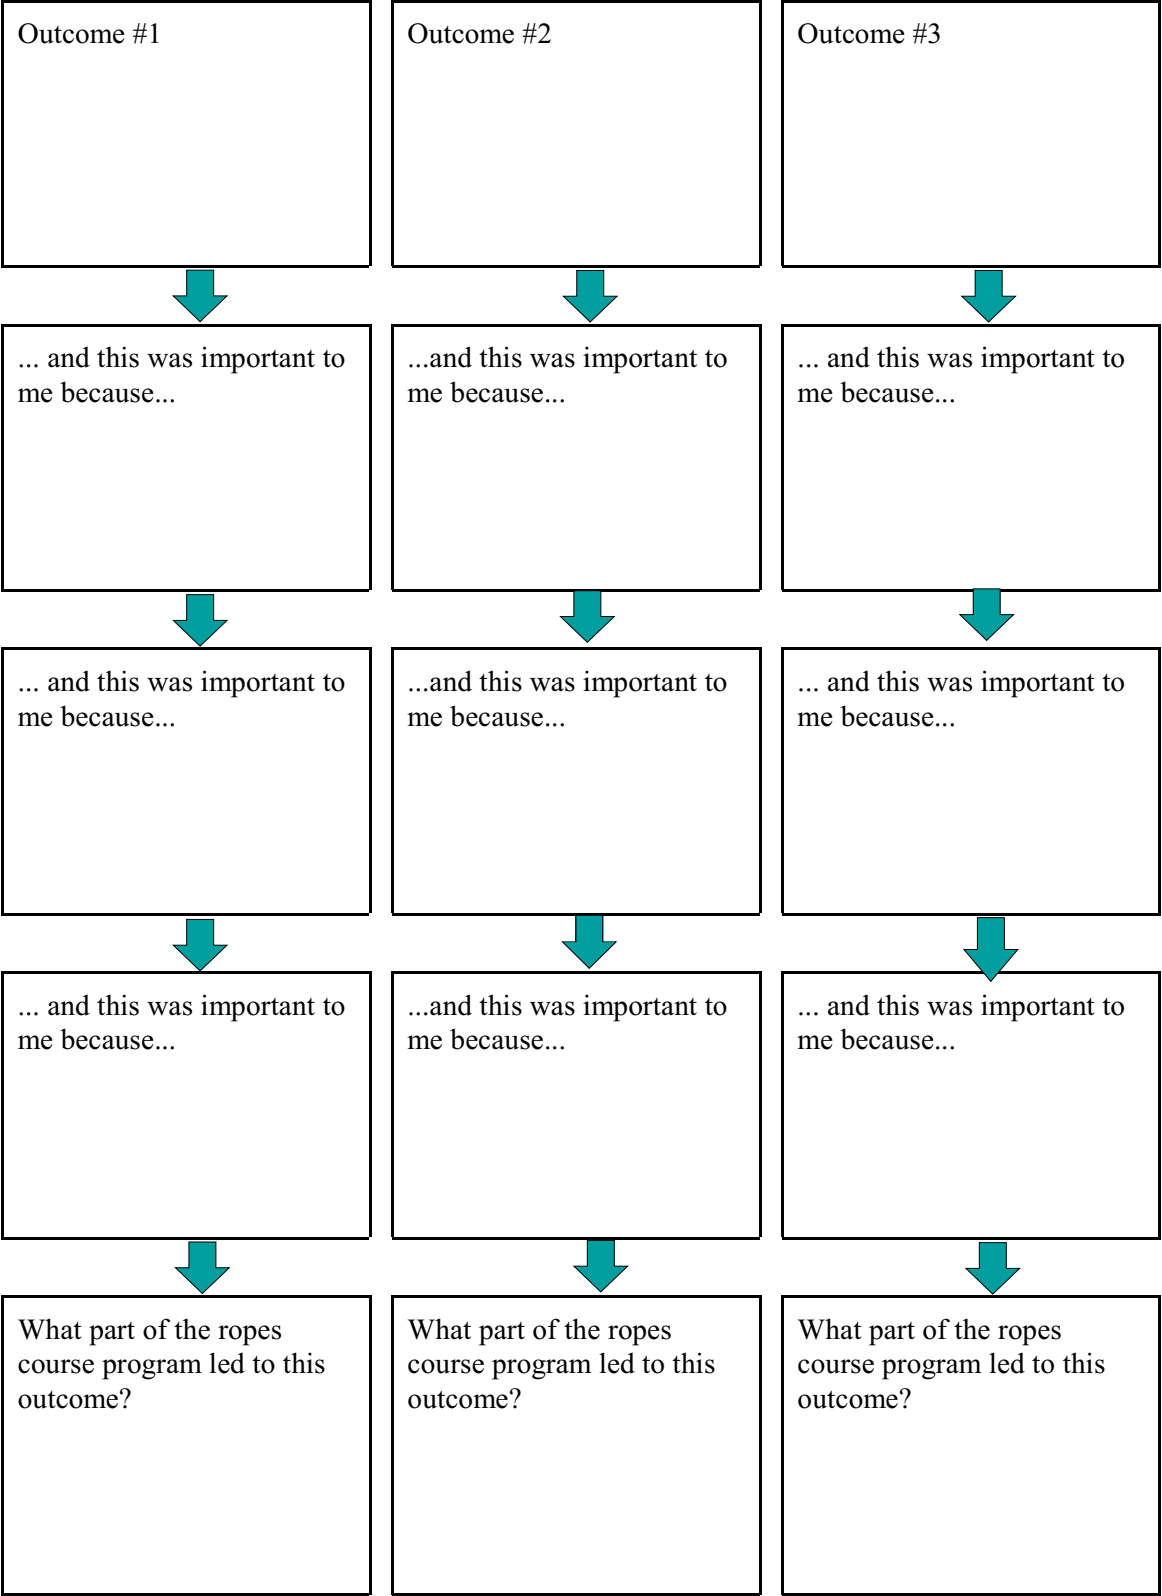 Outcome #1
Outcome #2
Outcome #3
... and this was important to
me because...
...and this was important to
me because...
... and this was important to
me because...
... and this was important to
me because...
...and this was important to
me because...
... and this was important to
me because...
... and this was important to
me because...
...and this was important to
me because...
... and this was important to
me because...
What part of the ropes
course program led to this
outcome?
What part of the ropes
course program led to this
outcome?
What part of the ropes
course program led to this
outcome?